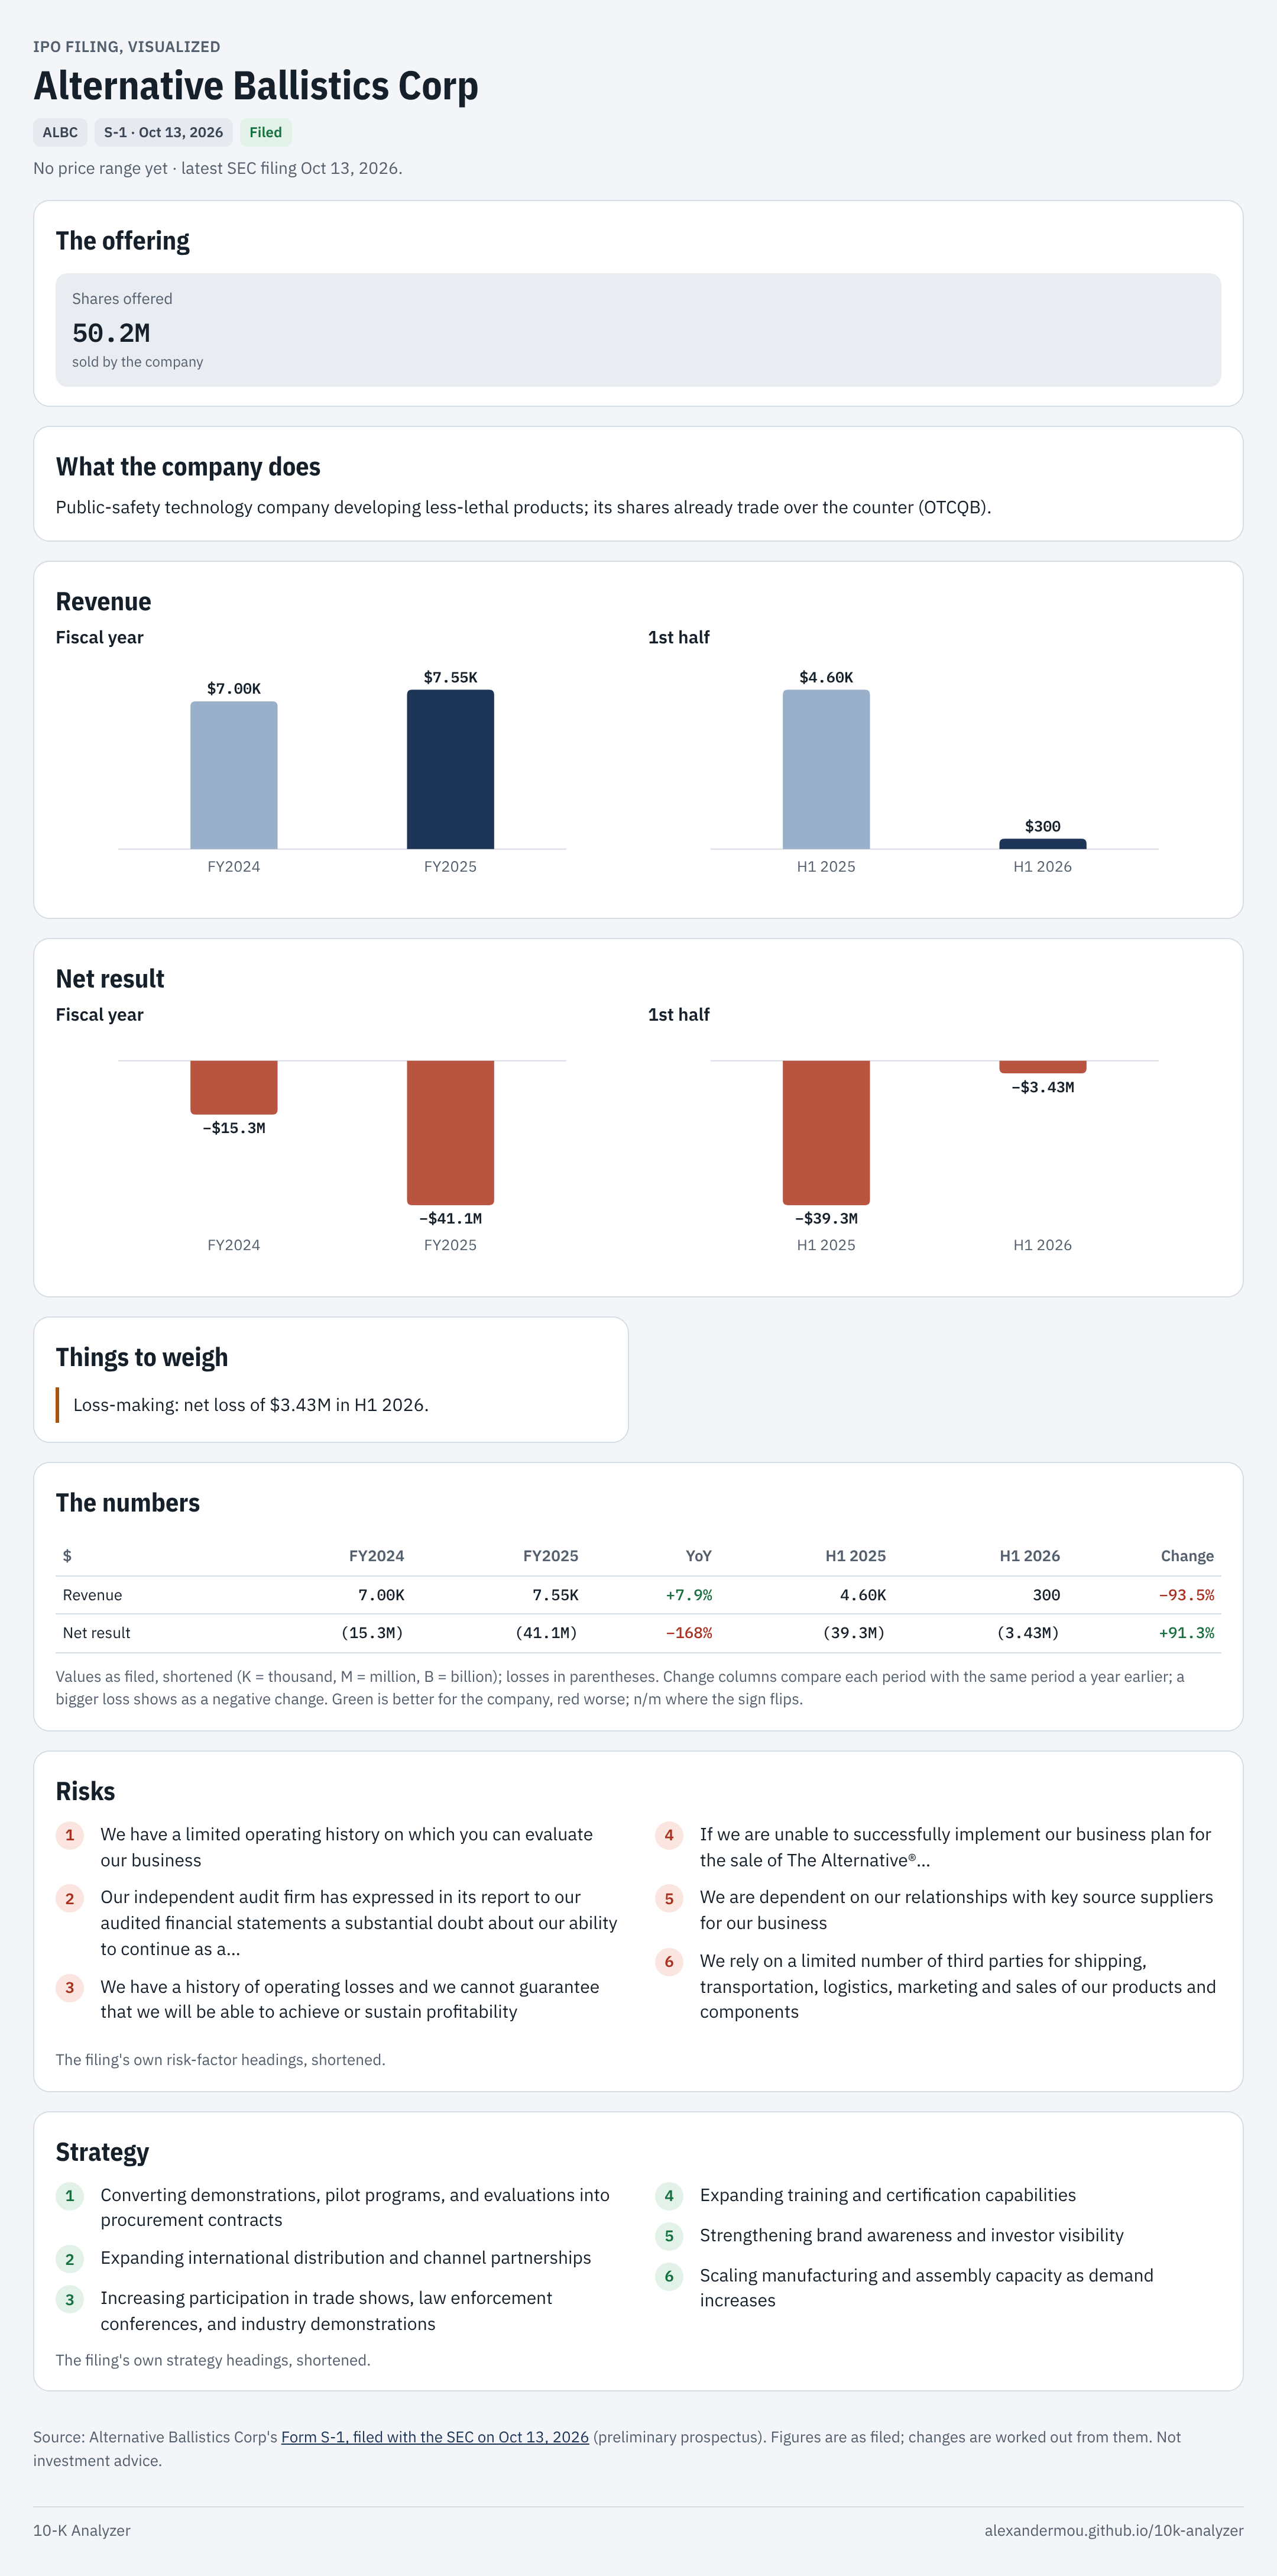 IPO FILING, VISUALIZED
Alternative Ballistics Corp
ALBC
S-1 · Oct 13, 2026
Filed
No price range yet · latest SEC filing Oct 13, 2026.
The offering
Shares offered
50.2M
sold by the company
What the company does
Public-safety technology company developing less-lethal products; its shares already trade over the counter (OTCQB).
Revenue
Fiscal year
$7.00K
$7.55K
FY2024
FY2025
1st half
$4.60K
$300
H1 2025
H1 2026
Net result
Fiscal year
−$15.3M
−$41.1M
FY2024
FY2025
1st half
−$39.3M
−$3.43M
H1 2025
H1 2026
Things to weigh
Loss-making: net loss of $3.43M in H1 2026.
The numbers
$ FY2024 FY2025 YoY H1 2025 H1 2026 Change
Revenue 7.00K 7.55K +7.9% 4.60K 300 −93.5%
Net result (15.3M) (41.1M) −168% (39.3M) (3.43M) +91.3%
Values as filed, shortened (K = thousand, M = million, B = billion); losses in parentheses. Change columns compare each period with the same period a year earlier; a
bigger loss shows as a negative change. Green is better for the company, red worse; n/m where the sign flips.
Risks
1 We have a limited operating history on which you can evaluate
our business
2 Our independent audit firm has expressed in its report to our
audited financial statements a substantial doubt about our ability
to continue as a…
3 We have a history of operating losses and we cannot guarantee
that we will be able to achieve or sustain profitability
4 If we are unable to successfully implement our business plan for
the sale of The Alternative®…
5 We are dependent on our relationships with key source suppliers
for our business
6 We rely on a limited number of third parties for shipping,
transportation, logistics, marketing and sales of our products and
components
The filing's own risk-factor headings, shortened.
Strategy
1 Converting demonstrations, pilot programs, and evaluations into
procurement contracts
2 Expanding international distribution and channel partnerships
3 Increasing participation in trade shows, law enforcement
conferences, and industry demonstrations
4 Expanding training and certification capabilities
5 Strengthening brand awareness and investor visibility
6 Scaling manufacturing and assembly capacity as demand
increases
The filing's own strategy headings, shortened.
Source: Alternative Ballistics Corp's Form S-1, filed with the SEC on Oct 13, 2026 (preliminary prospectus). Figures are as filed; changes are worked out from them. Not
investment advice.
10-K Analyzer
alexandermou.github.io/10k-analyzer